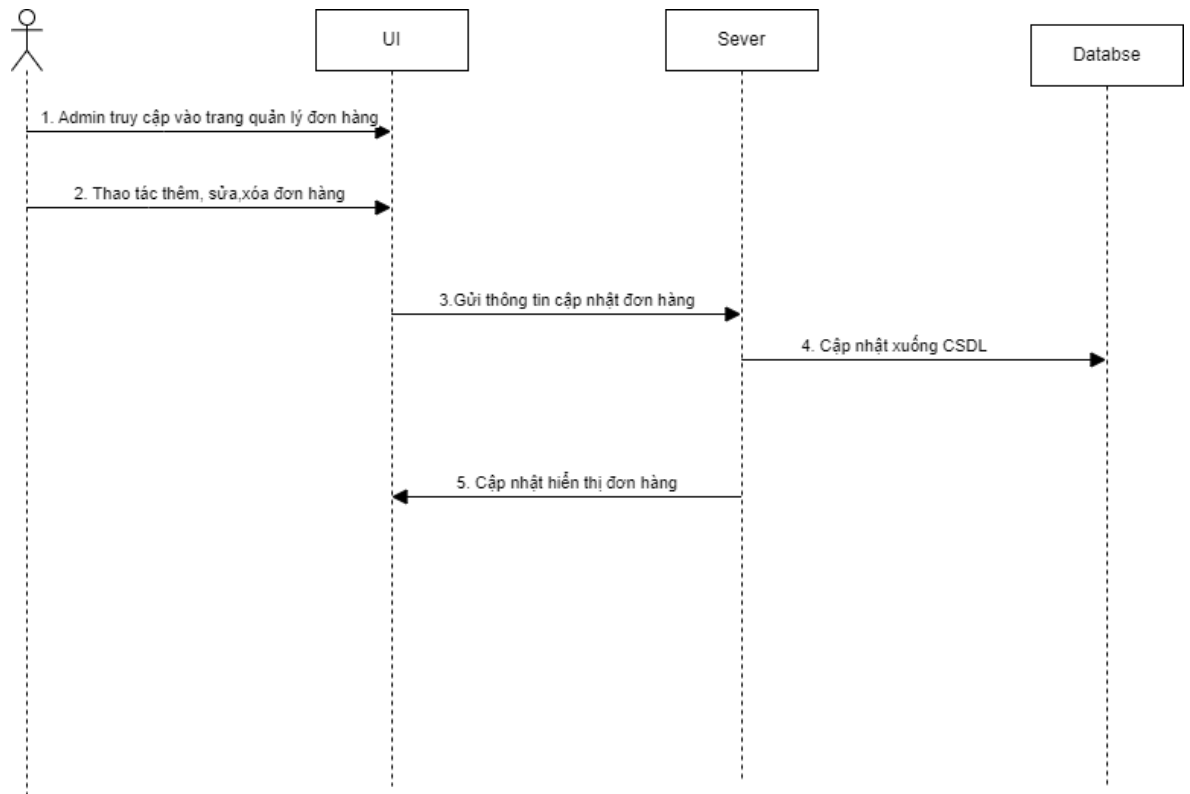 UI
Sever
Databse
1. Admin truy cập vào trang quản lý đơn hàng
2. Thao tác thêm, sửa,xóa đơn hàng
3.Gửi thông tin cập nhật đơn hàng
4. Cập nhật xuống CSDL
5. Cập nhật hiển thị đơn hàng